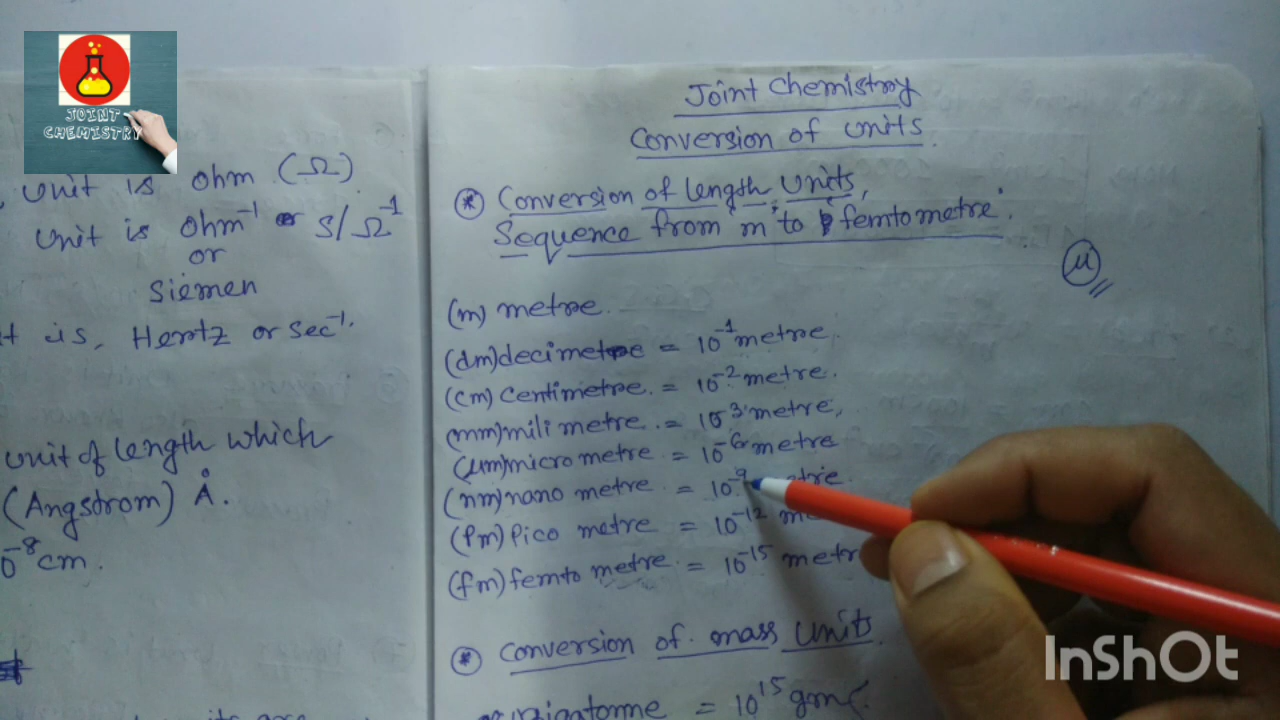 JOINT
CHEMISTRY
unit is ohm (Ω)
unit is ohm⁻¹ or S/Ω⁻¹
or
Siemen
is, Hertz or sec⁻¹.
unit of length which
(Angstrom) Å.
⁻⁸ cm.
Joint Chemistry
Conversion of units.
* Conversion of length units,
Sequence from "m" to femtometre".
(m) metre.
(dm) decimetre = 10⁻¹ metre.
(cm) Centimetre. = 10⁻² metre.
(mm) mili metre. = 10⁻³ metre,
(μm) micro metre = 10⁻⁶ metre
(nm) nano metre = 10⁻⁹ metre.
(Pm) Pico metre = 10⁻¹²
(fm) femto metre. = 10⁻¹⁵ metr
* Conversion of mass units.
= 10¹⁵ gm
μ
InShOt